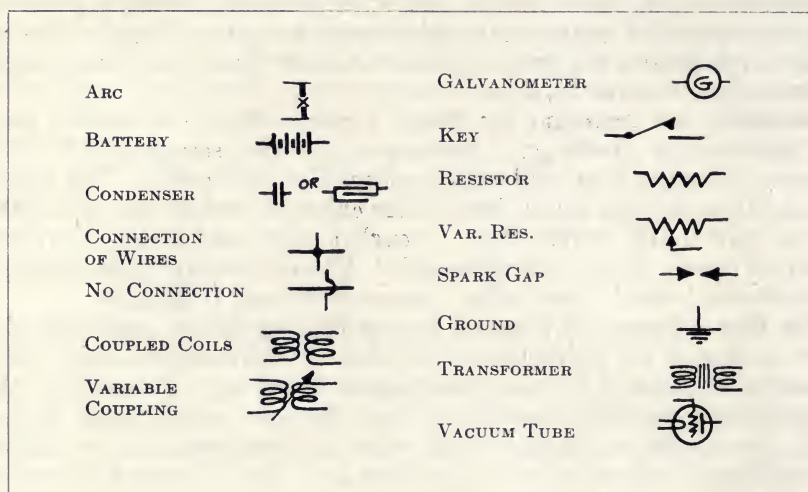 Arc
Battery
Condenser
OR
Connection
of Wires
No Connection
Coupled Coils
Variable
Coupling
Galvanometer
G
Key
Resistor
Var. Res.
Spark Gap
Ground
Transformer
Vacuum Tube